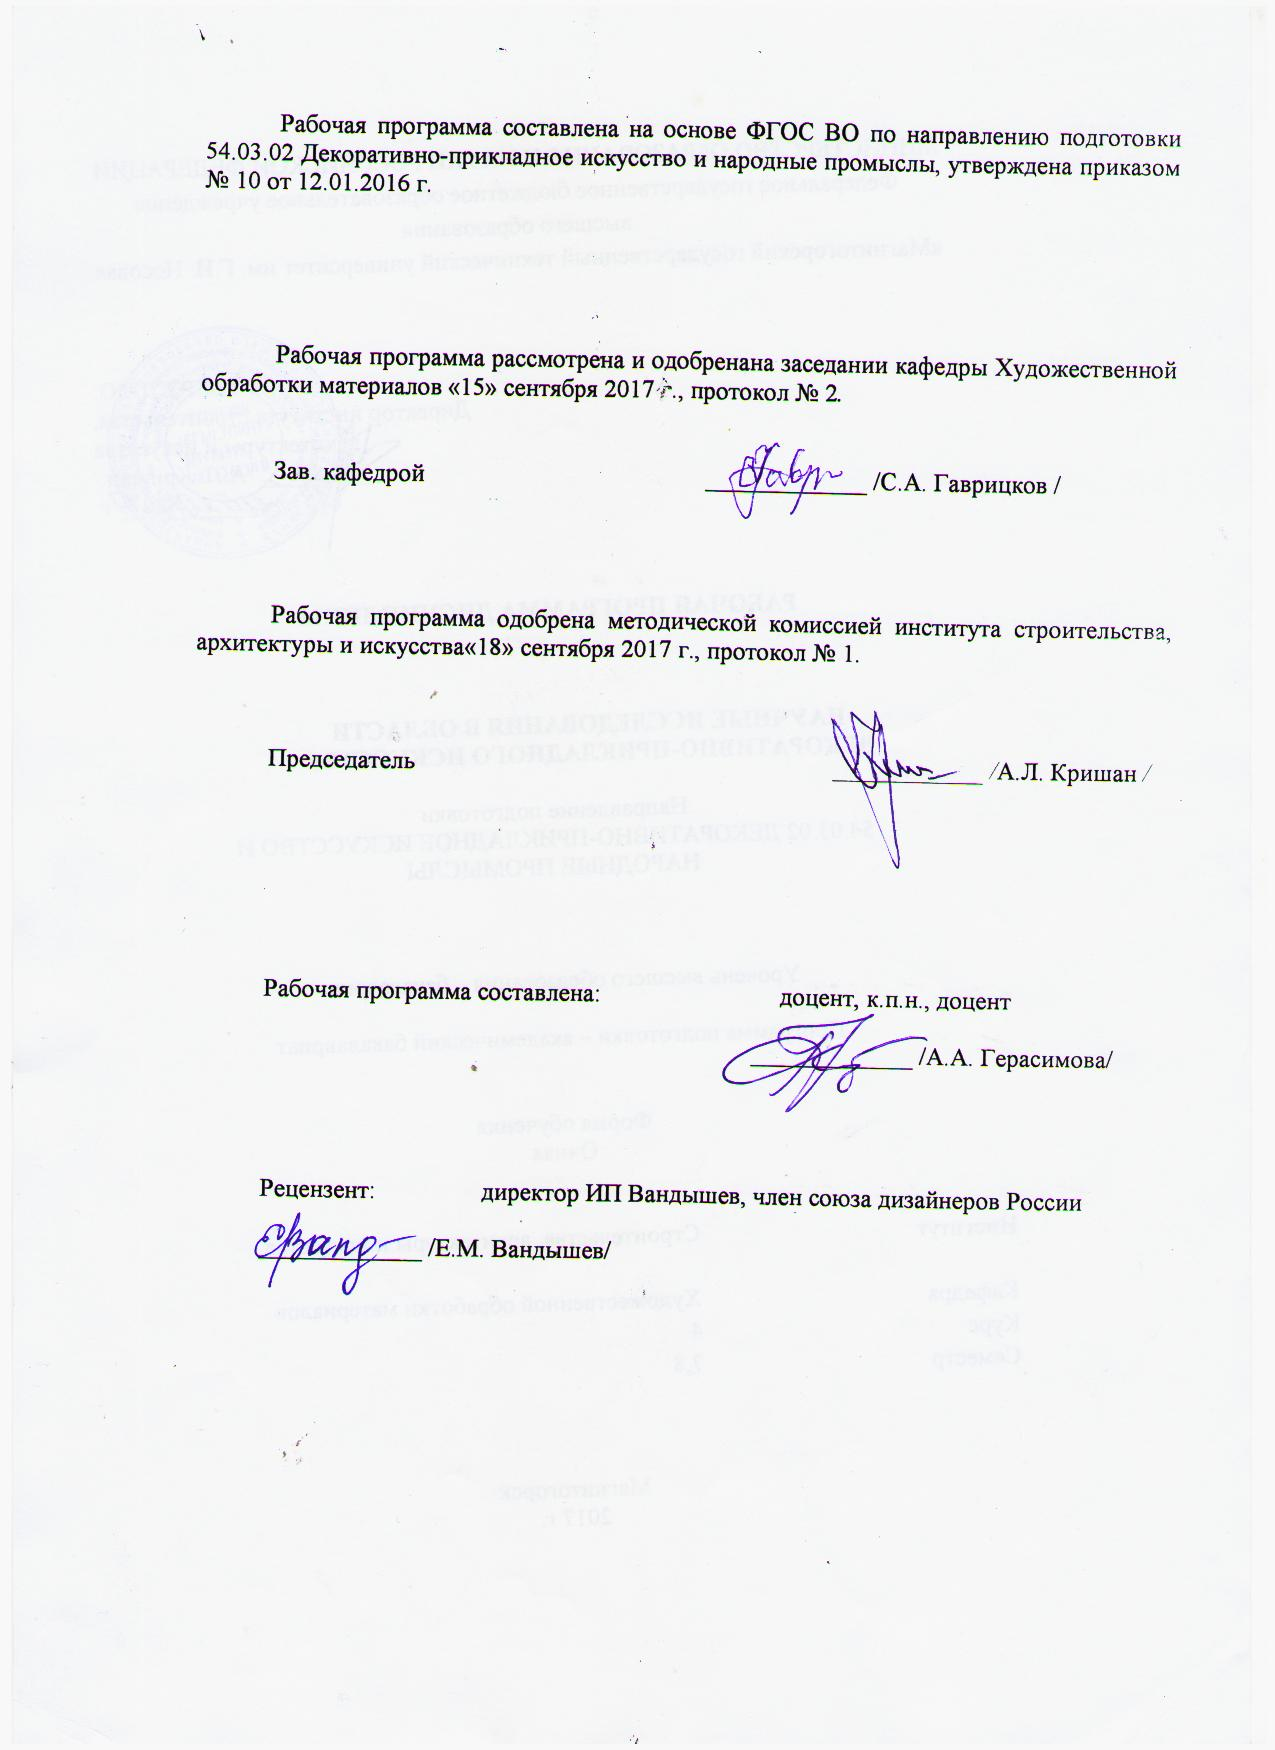 Рабочая программа составлена на основе ФГОС ВО по направлению подготовки
54.03.02 Декоративно-прикладное искусство и народные промыслы, утверждена приказом
№ 10 от 12.01.2016 г.
Рабочая программа рассмотрена и одобренана заседании кафедры Художественной
обработки материалов «15» сентября 2017 г., протокол № 2.
Зав. кафедрой /С.А. Гаврицков /
Рабочая программа одобрена методической комиссией института строительства,
архитектуры и искусства«18» сентября 2017 г., протокол № 1.
Председатель /А.Л. Кришан /
Рабочая программа составлена: доцент, к.п.н., доцент
/А.А. Герасимова/
Рецензент: директор ИП Вандышев, член союза дизайнеров России
/Е.М. Вандышев/